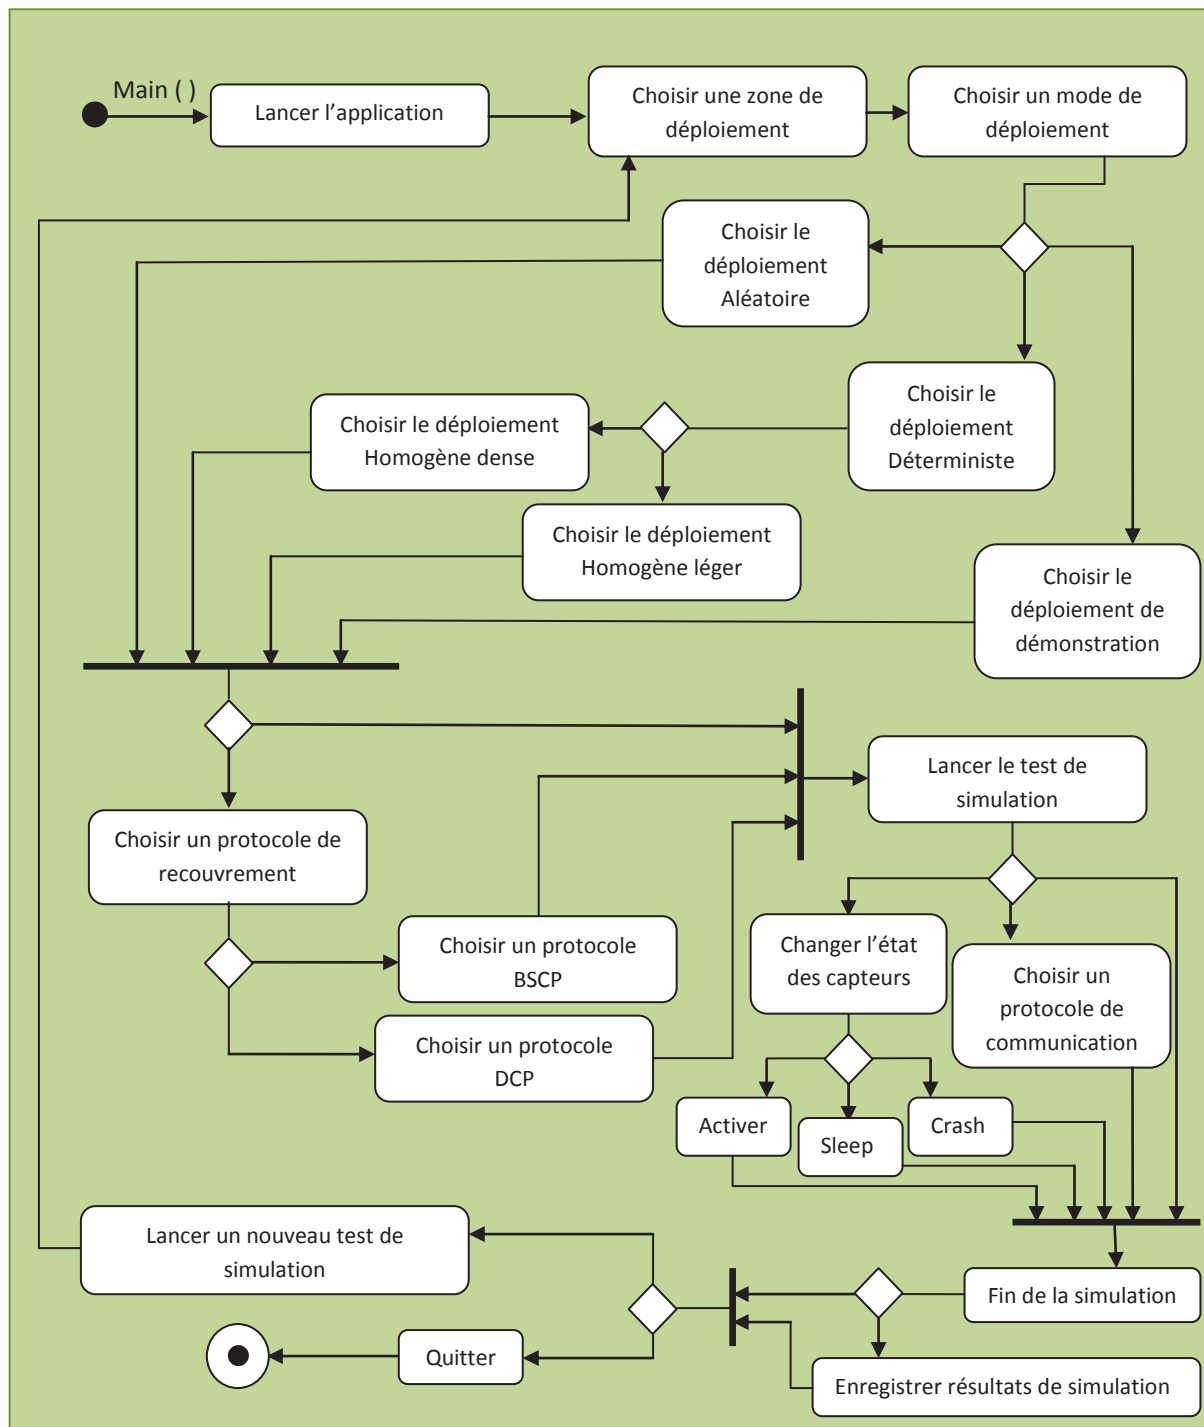 Main ( )
Lancer l’application
Choisir une zone de
déploiement
Choisir un mode de
déploiement
Choisir le
déploiement
Aléatoire
Choisir le
déploiement
Déterministe
Choisir le déploiement
Homogène dense
Choisir le déploiement
Homogène léger
Choisir le
déploiement de
démonstration
Lancer le test de
simulation
Choisir un protocole de
recouvrement
Choisir un protocole
BSCP
Changer l’état
des capteurs
Choisir un
protocole de
communication
Choisir un protocole
DCP
Activer
Sleep
Crash
Lancer un nouveau test de
simulation
Fin de la simulation
Quitter
Enregistrer résultats de simulation